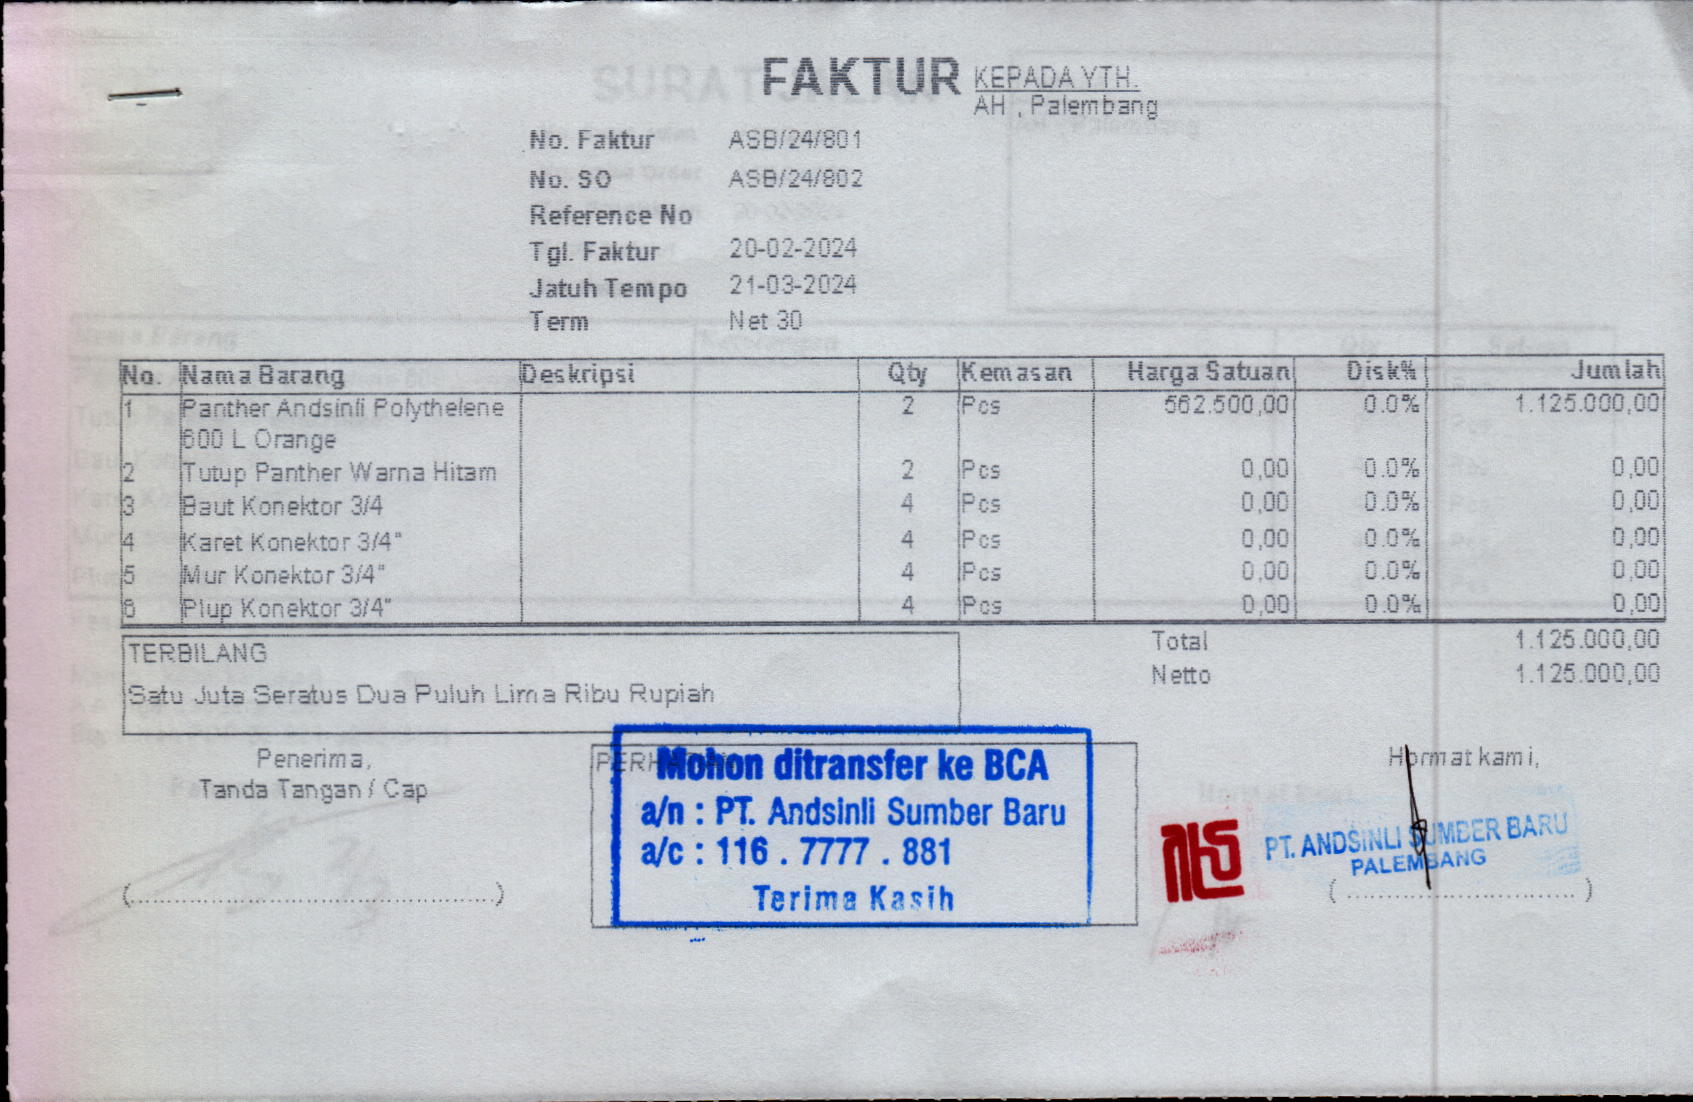 FAKTUR
KEPADA YTH.
AH , Palembang
No. Faktur ASB/24/801
No. SO ASB/24/802
Reference No
Tgl. Faktur 20-02-2024
Jatuh Tempo 21-03-2024
Term Net 30
No. Nama Barang Deskripsi Qty Kemasan Harga Satuan Disk% Jumlah
1 Panther Andsinli Polythelene 2 Pcs 562.500,00 0.0% 1.125.000,00
600 L Orange
2 Tutup Panther Warna Hitam 2 Pcs 0,00 0.0% 0,00
3 Baut Konektor 3/4 4 Pcs 0,00 0.0% 0,00
4 Karet Konektor 3/4" 4 Pcs 0,00 0.0% 0,00
5 Mur Konektor 3/4" 4 Pcs 0,00 0.0% 0,00
6 Plup Konektor 3/4" 4 Pcs 0,00 0.0% 0,00
Total 1.125.000,00
Netto 1.125.000,00
TERBILANG
Satu Juta Seratus Dua Puluh Lima Ribu Rupiah
Penerima,
Tanda Tangan / Cap
(................................................)
Mohon ditransfer ke BCA
a/n : PT. Andsinli Sumber Baru
a/c : 116 . 7777 . 881
Terima Kasih
Hormat kami,
PT. ANDSINLI SUMBER BARU
PALEMBANG
(..............................)